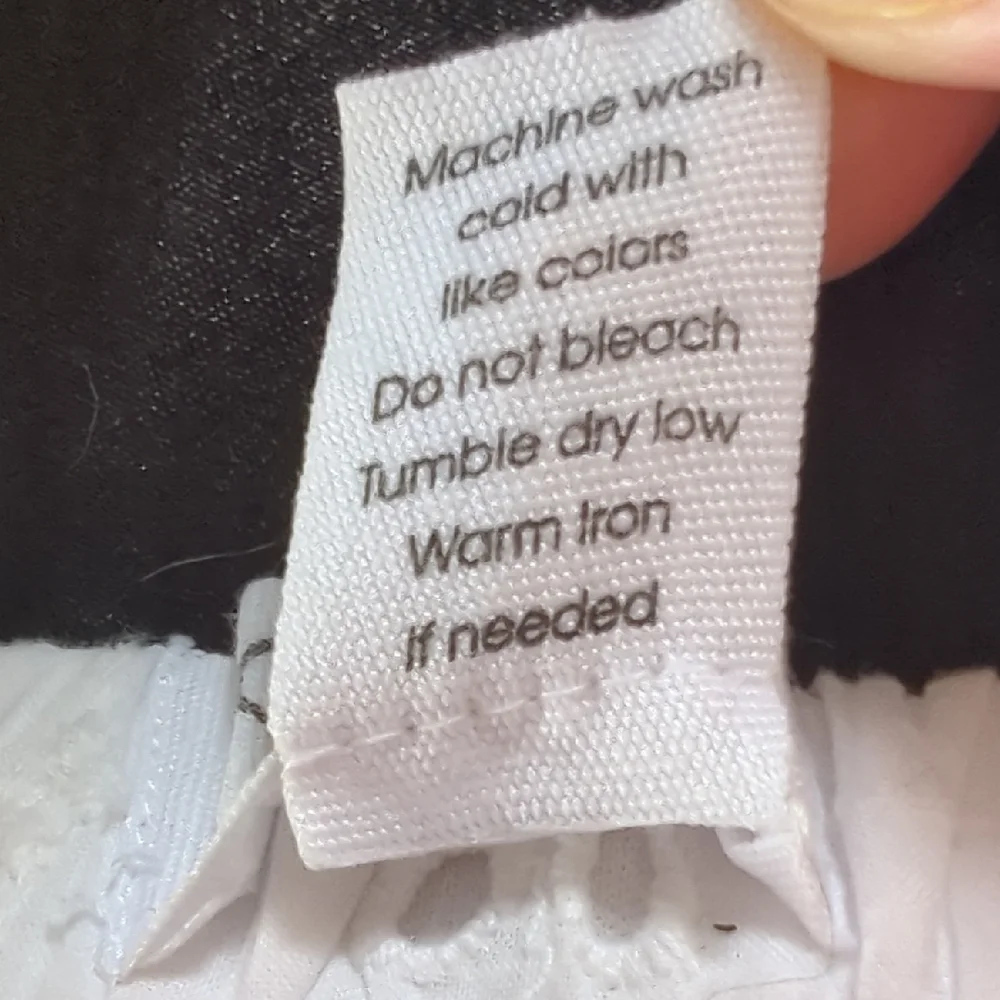 Machine wash
cold with
like colors
Do not bleach
Tumble dry low
Warm Iron
If needed